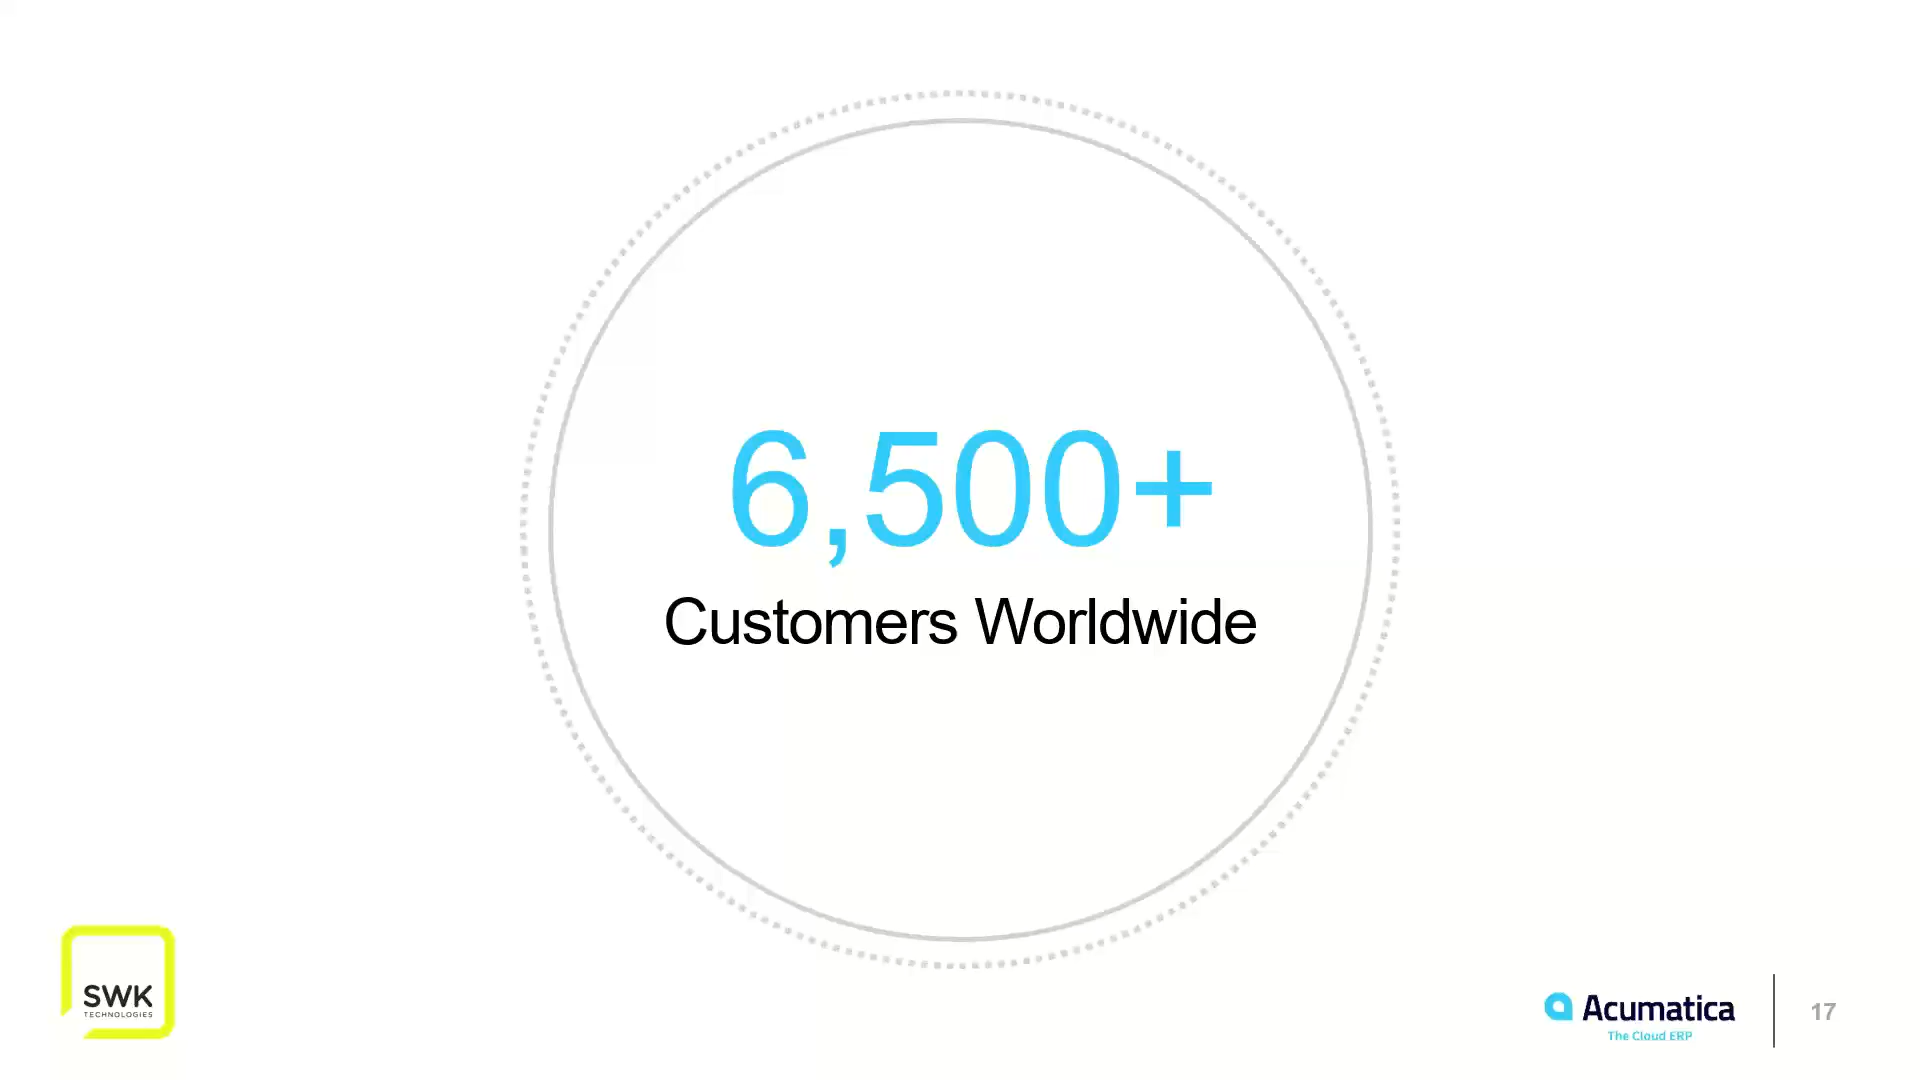 6,500+
Customers Worldwide
SWK
TECHNOLOGIES
Acumatica
The Cloud ERP
17